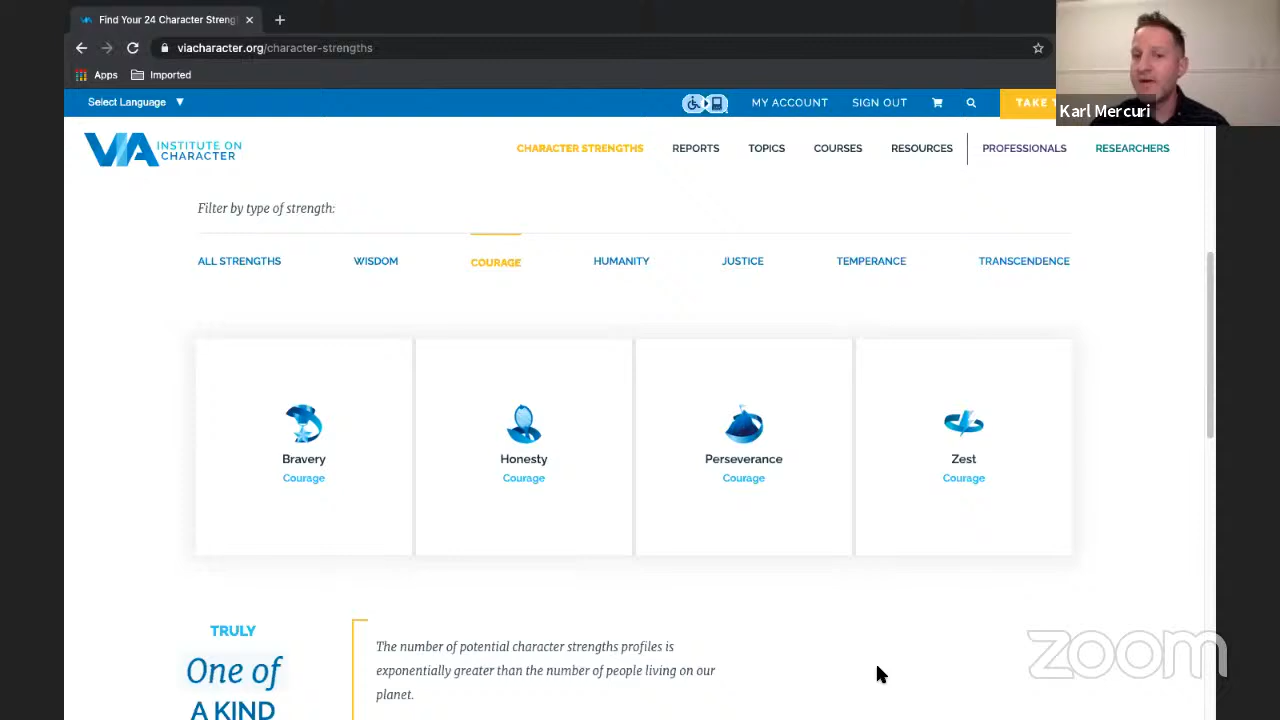 Find Your 24 Character Streng
viacharacter.org/character-strengths
Apps
Imported
Select Language
MY ACCOUNT
SIGN OUT
TAKE
Karl Mercuri
VIA INSTITUTE ON
CHARACTER
CHARACTER STRENGTHS
REPORTS
TOPICS
COURSES
RESOURCES
PROFESSIONALS
RESEARCHERS
Filter by type of strength:
ALL STRENGTHS
WISDOM
COURAGE
HUMANITY
JUSTICE
TEMPERANCE
TRANSCENDENCE
Bravery
Courage
Honesty
Courage
Perseverance
Courage
Zest
Courage
TRULY
One of
A KIND
The number of potential character strengths profiles is
exponentially greater than the number of people living on our
planet.
zoom